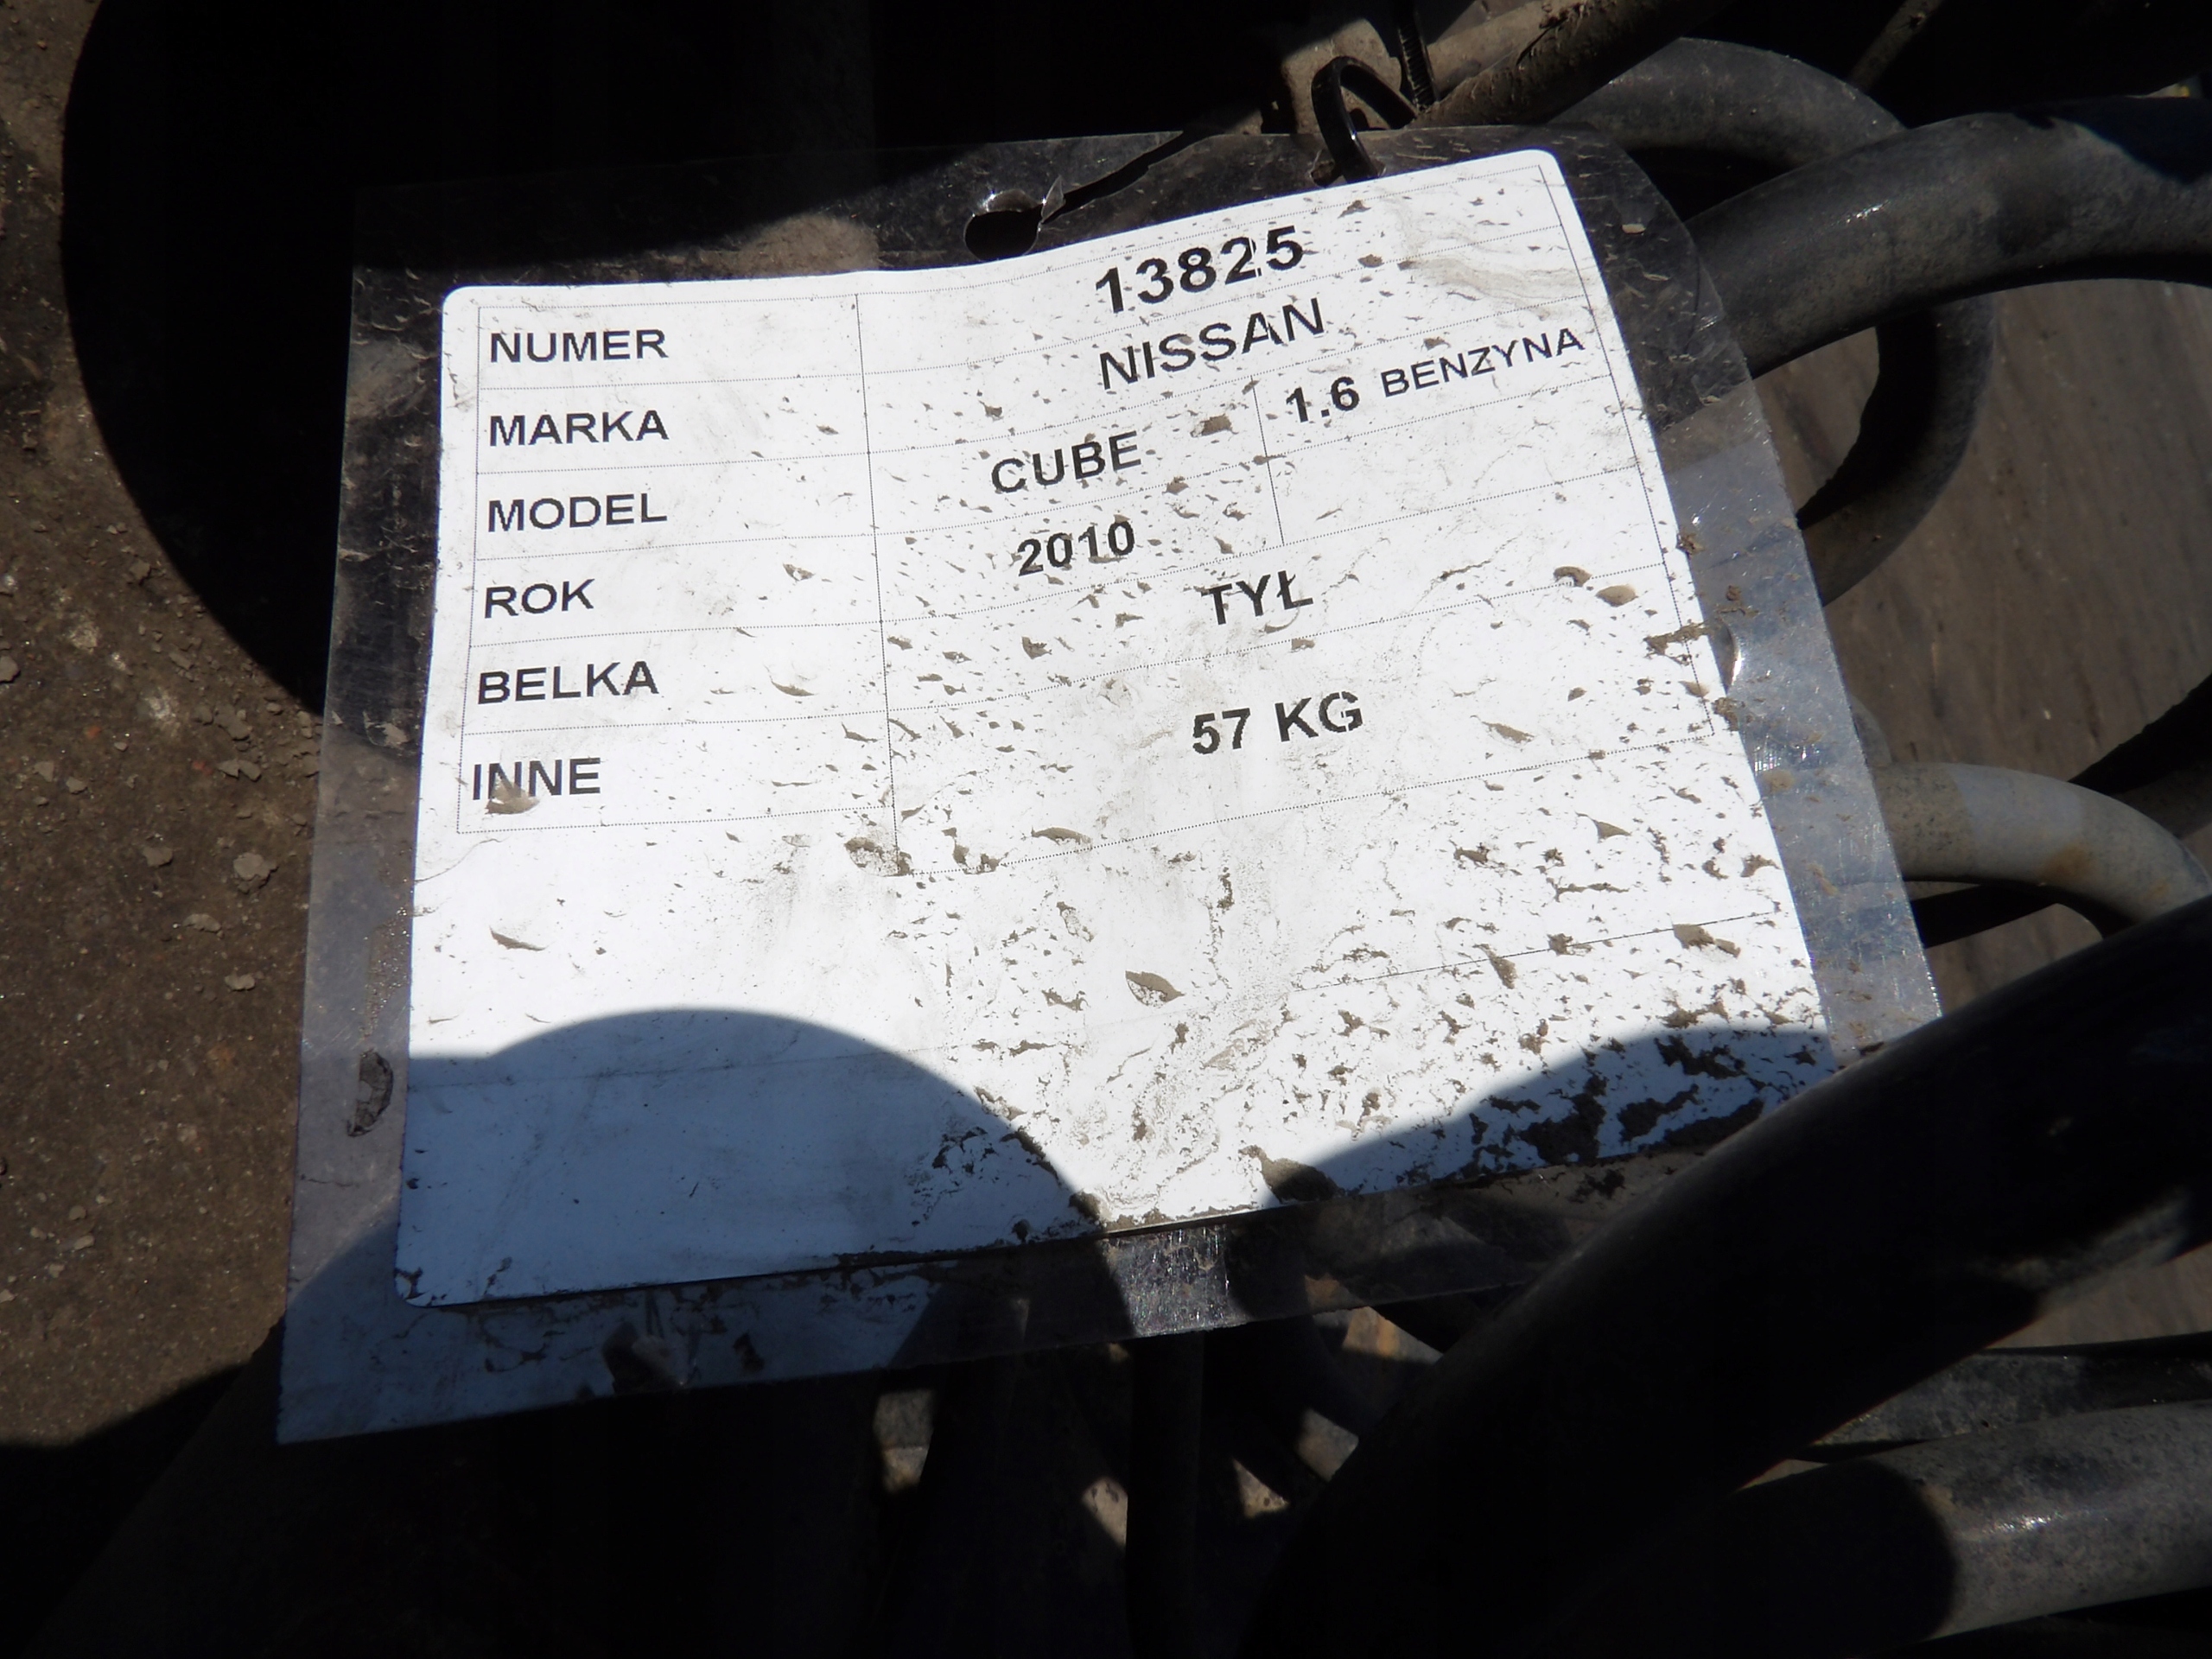 NUMER 13825
MARKA NISSAN
MODEL CUBE 1.6 BENZYNA
ROK 2010
BELKA TYŁ
INNE 57 KG